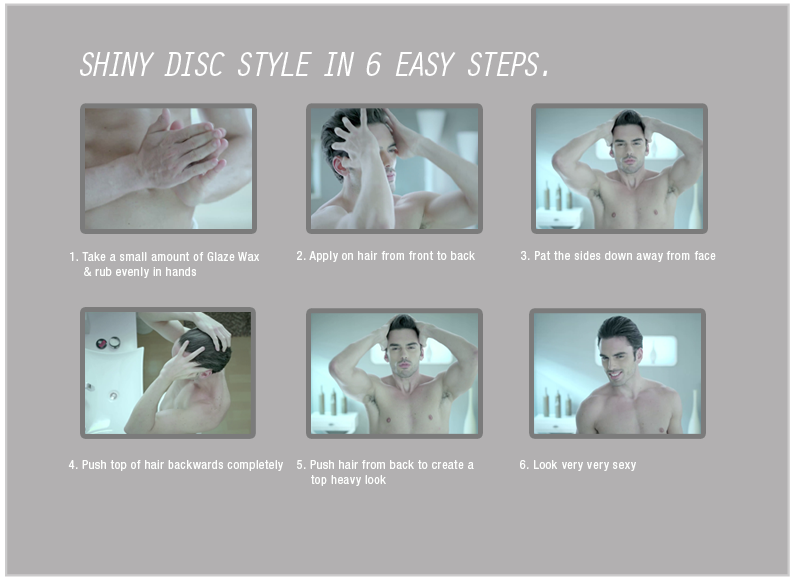 SHINY DISC STYLE IN 6 EASY STEPS.
1. Take a small amount of Glaze Wax
& rub evenly in hands
2. Apply on hair from front to back
3. Pat the sides down away from face
4. Push top of hair backwards completely
5. Push hair from back to create a
top heavy look
6. Look very very sexy